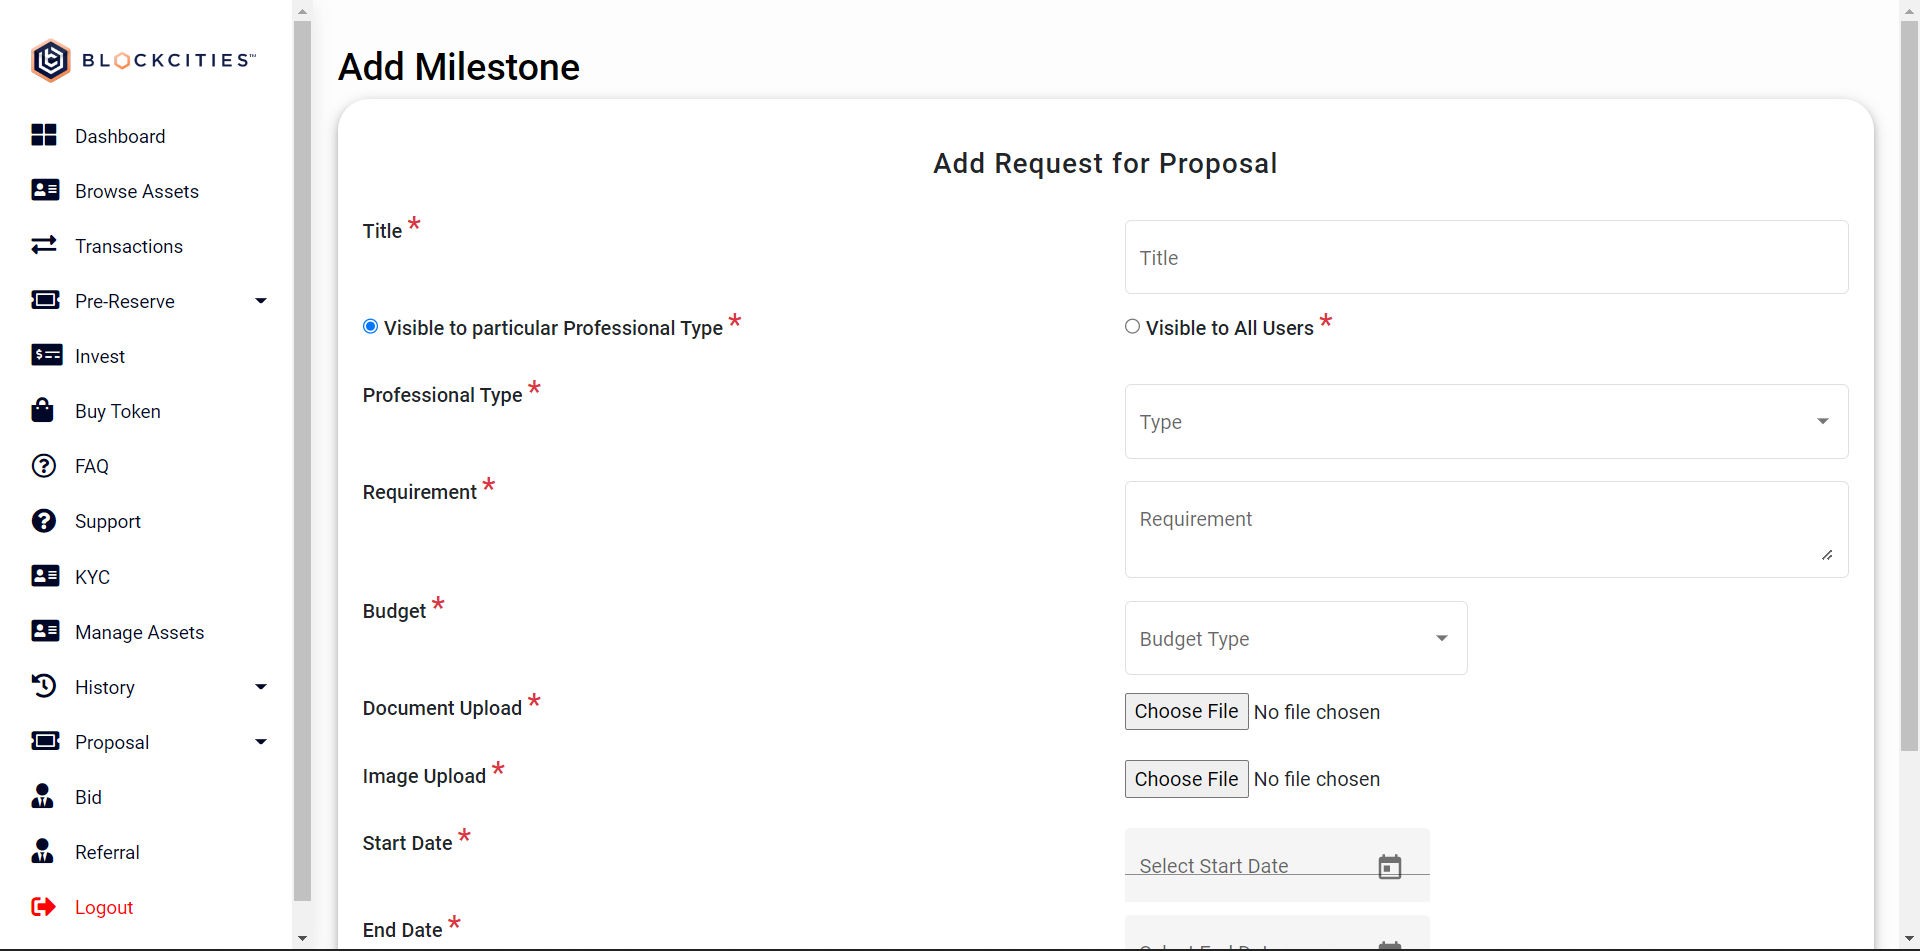 BLOCKCITIES™
Dashboard
Browse Assets
Transactions
Pre-Reserve
Invest
Buy Token
FAQ
Support
KYC
Manage Assets
History
Proposal
Bid
Referral
Logout
Add Milestone
Add Request for Proposal
Title *
Title
Visible to particular Professional Type *
Visible to All Users *
Professional Type *
Type
Requirement *
Requirement
Budget *
Budget Type
Document Upload *
Choose File No file chosen
Image Upload *
Choose File No file chosen
Start Date *
Select Start Date
End Date *